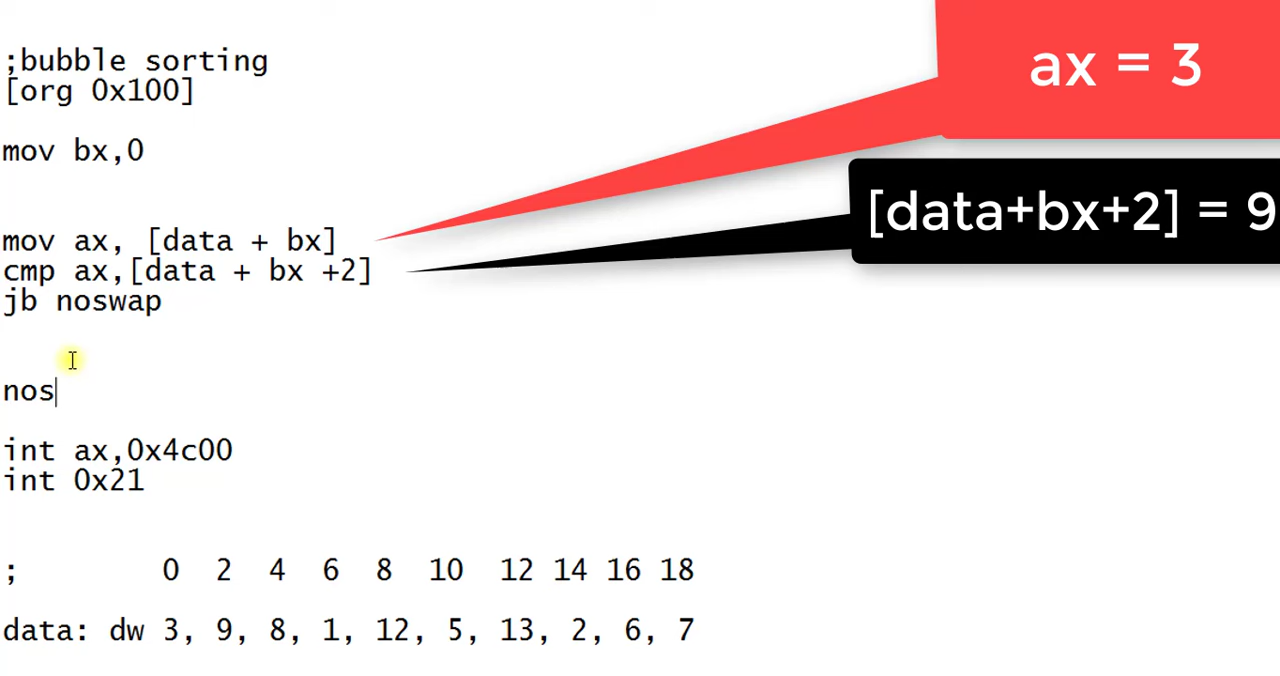 ;bubble sorting
[org 0x100]
ax = 3
mov bx,0
[data+bx+2] = 9
mov ax, [data + bx]
cmp ax,[data + bx +2]
jb noswap
nos
int ax,0x4c00
int 0x21
; 0 2 4 6 8 10 12 14 16 18
data: dw 3, 9, 8, 1, 12, 5, 13, 2, 6, 7